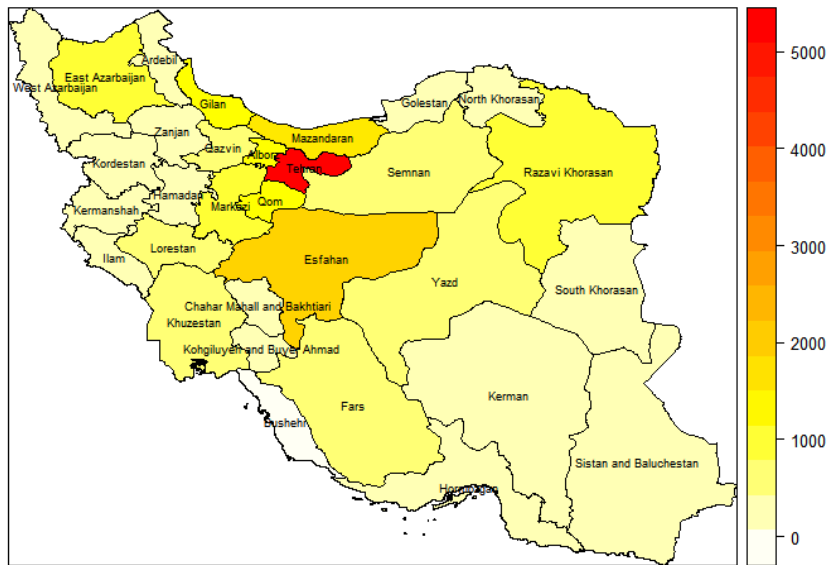 Ardebil
East Azarbaijan
West Azarbaijan
Gilan
Golestan
North Khorasan
Zanjan
Mazandaran
Qazvin
Alborz
Kordestan
Tehran
Semnan
Razavi Khorasan
Hamadan
Markazi
Qom
Kermanshah
Lorestan
Ilam
Esfahan
Yazd
South Khorasan
Chahar Mahall and Bakhtiari
Khuzestan
Kohgiluyeh and Buyer Ahmad
Kerman
Fars
Bushehr
Sistan and Baluchestan
Hormozgan
5000
4000
3000
2000
1000
0